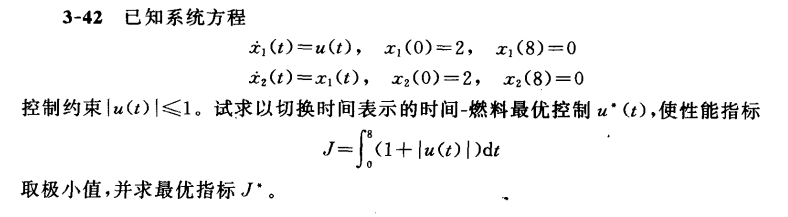 3-42 已知系统方程
ẋ₁(t)=u(t), x₁(0)=2, x₁(8)=0
ẋ₂(t)=x₁(t), x₂(0)=2, x₂(8)=0
控制约束|u(t)|≤1。试求以切换时间表示的时间-燃料最优控制 u*(t),使性能指标
J=∫₀⁸(1+|u(t)|)dt
取极小值,并求最优指标 J*。